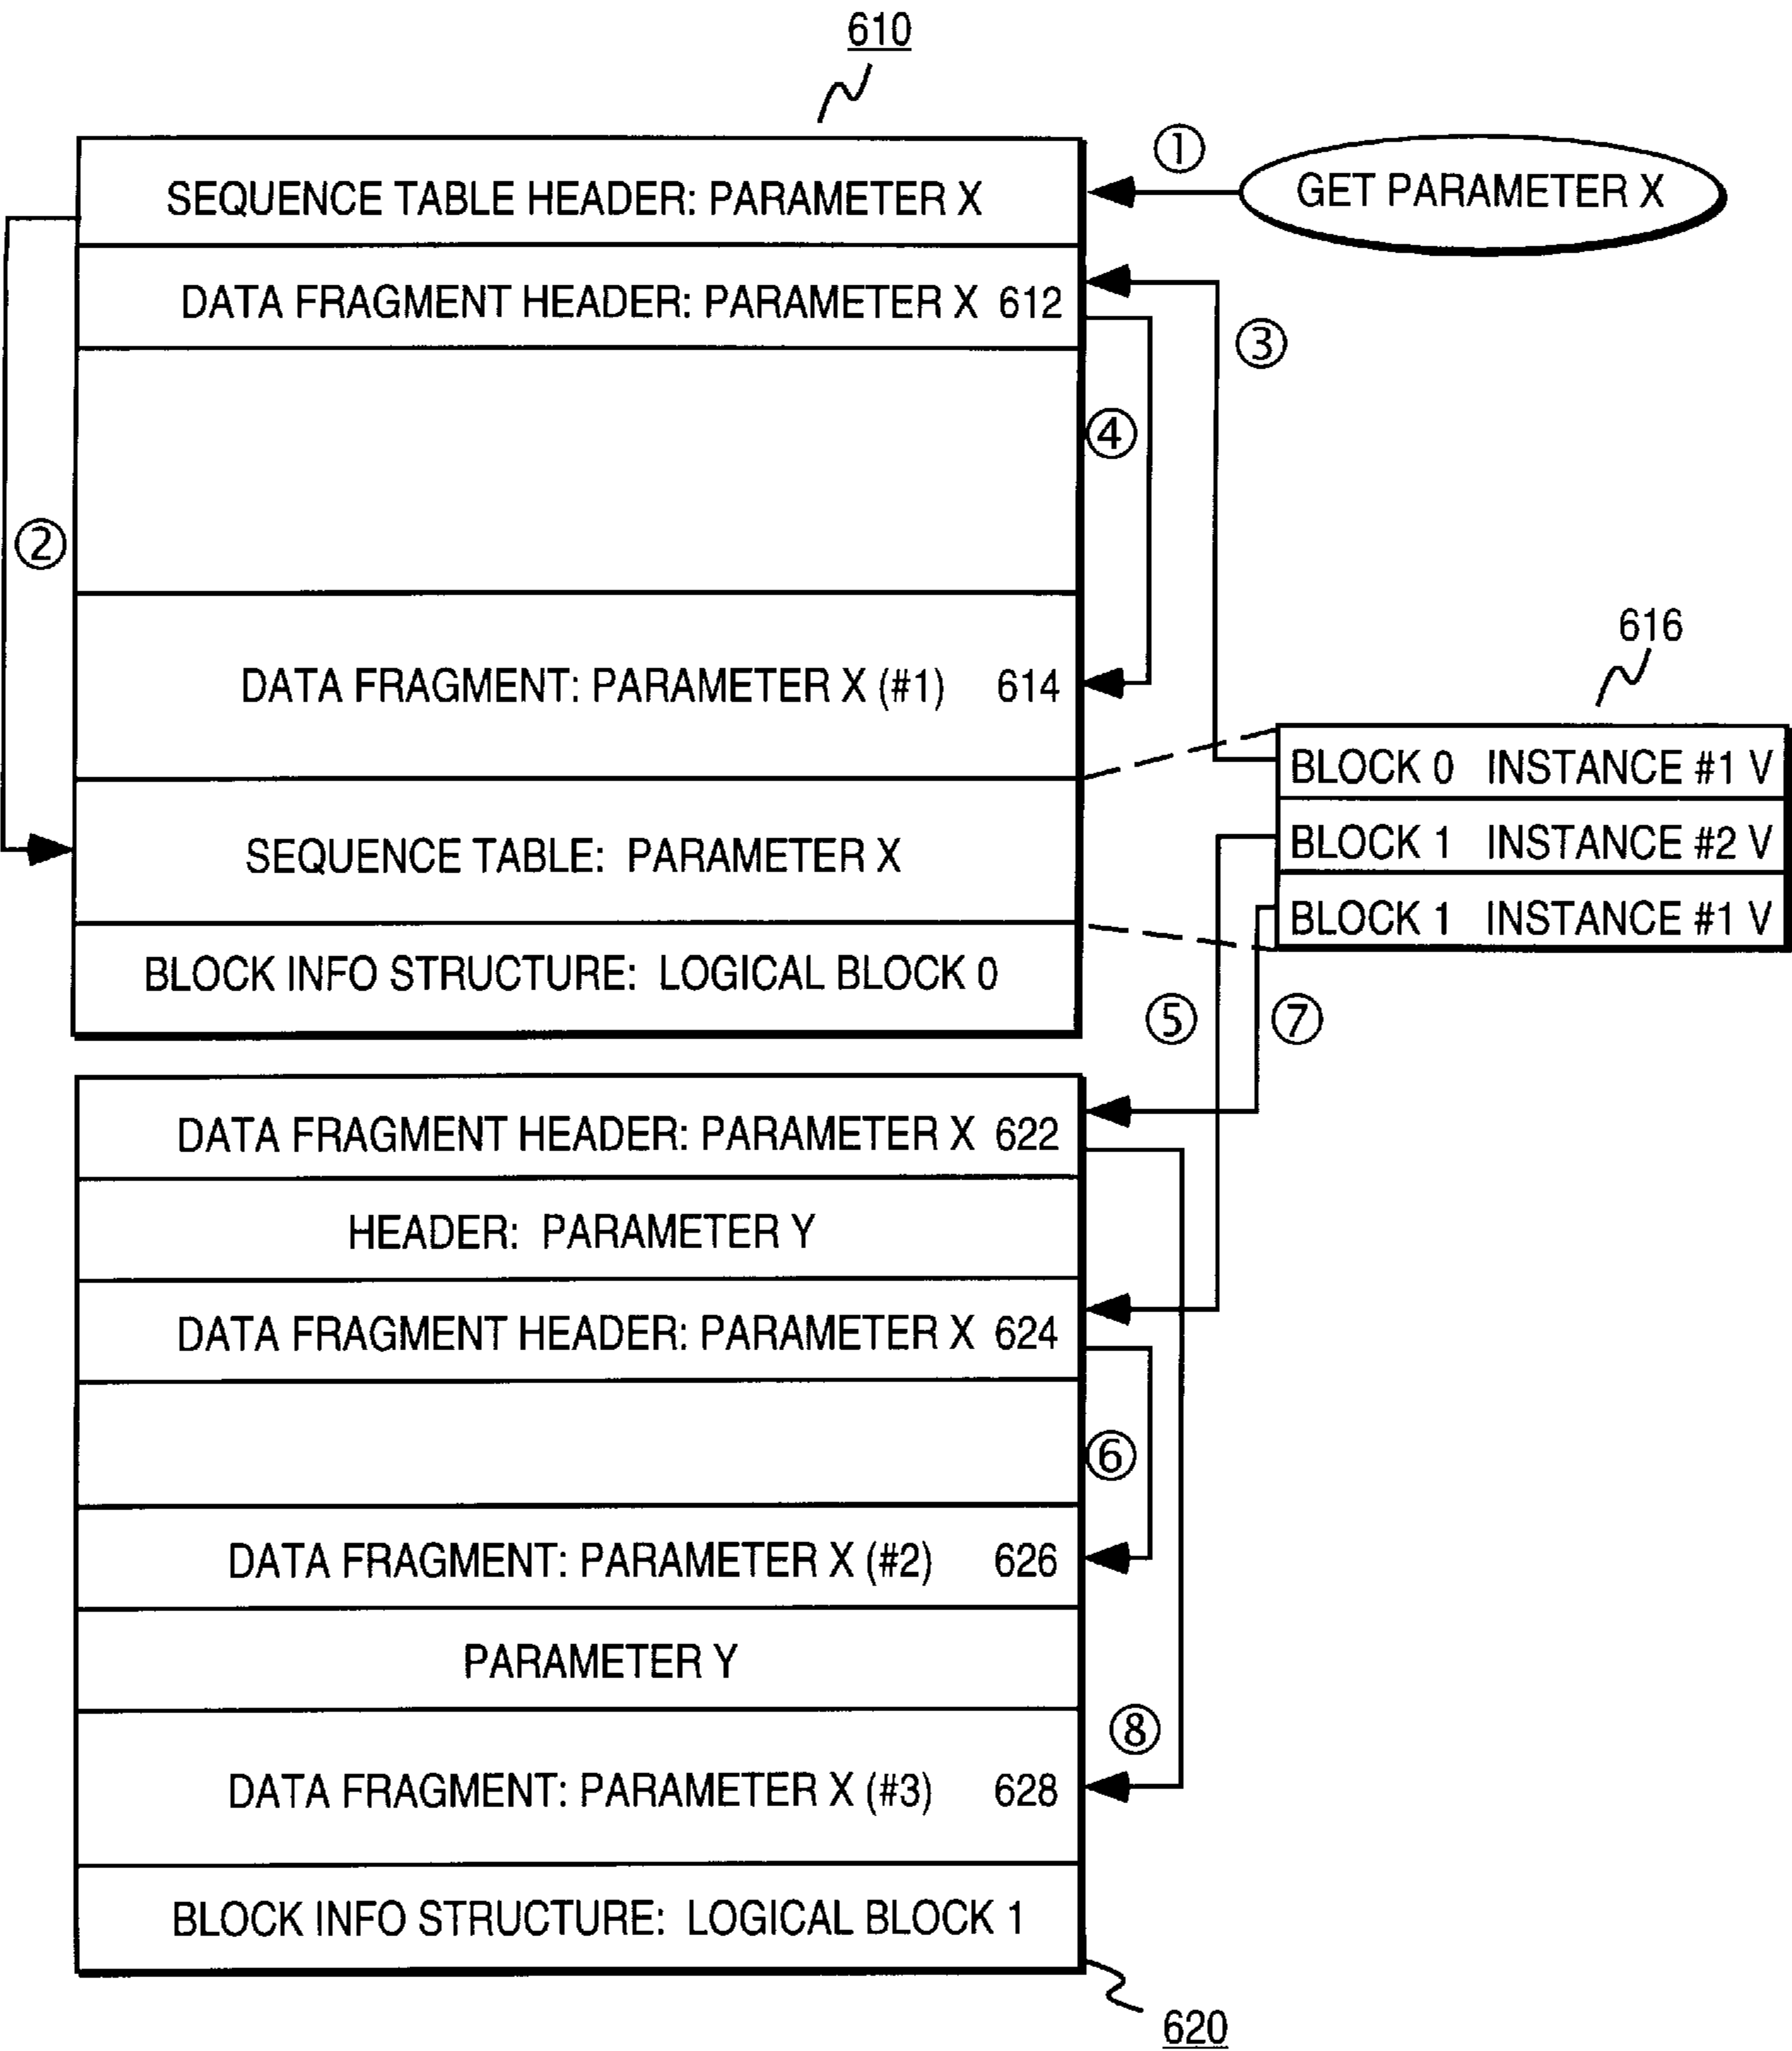 610
① GET PARAMETER X
SEQUENCE TABLE HEADER: PARAMETER X
DATA FRAGMENT HEADER: PARAMETER X 612
③
④
②
616
DATA FRAGMENT: PARAMETER X (#1) 614
BLOCK 0 INSTANCE #1 V
BLOCK 1 INSTANCE #2 V
BLOCK 1 INSTANCE #1 V
SEQUENCE TABLE: PARAMETER X
BLOCK INFO STRUCTURE: LOGICAL BLOCK 0
⑤ ⑦
DATA FRAGMENT HEADER: PARAMETER X 622
HEADER: PARAMETER Y
DATA FRAGMENT HEADER: PARAMETER X 624
⑥
DATA FRAGMENT: PARAMETER X (#2) 626
PARAMETER Y
⑧
DATA FRAGMENT: PARAMETER X (#3) 628
BLOCK INFO STRUCTURE: LOGICAL BLOCK 1
620